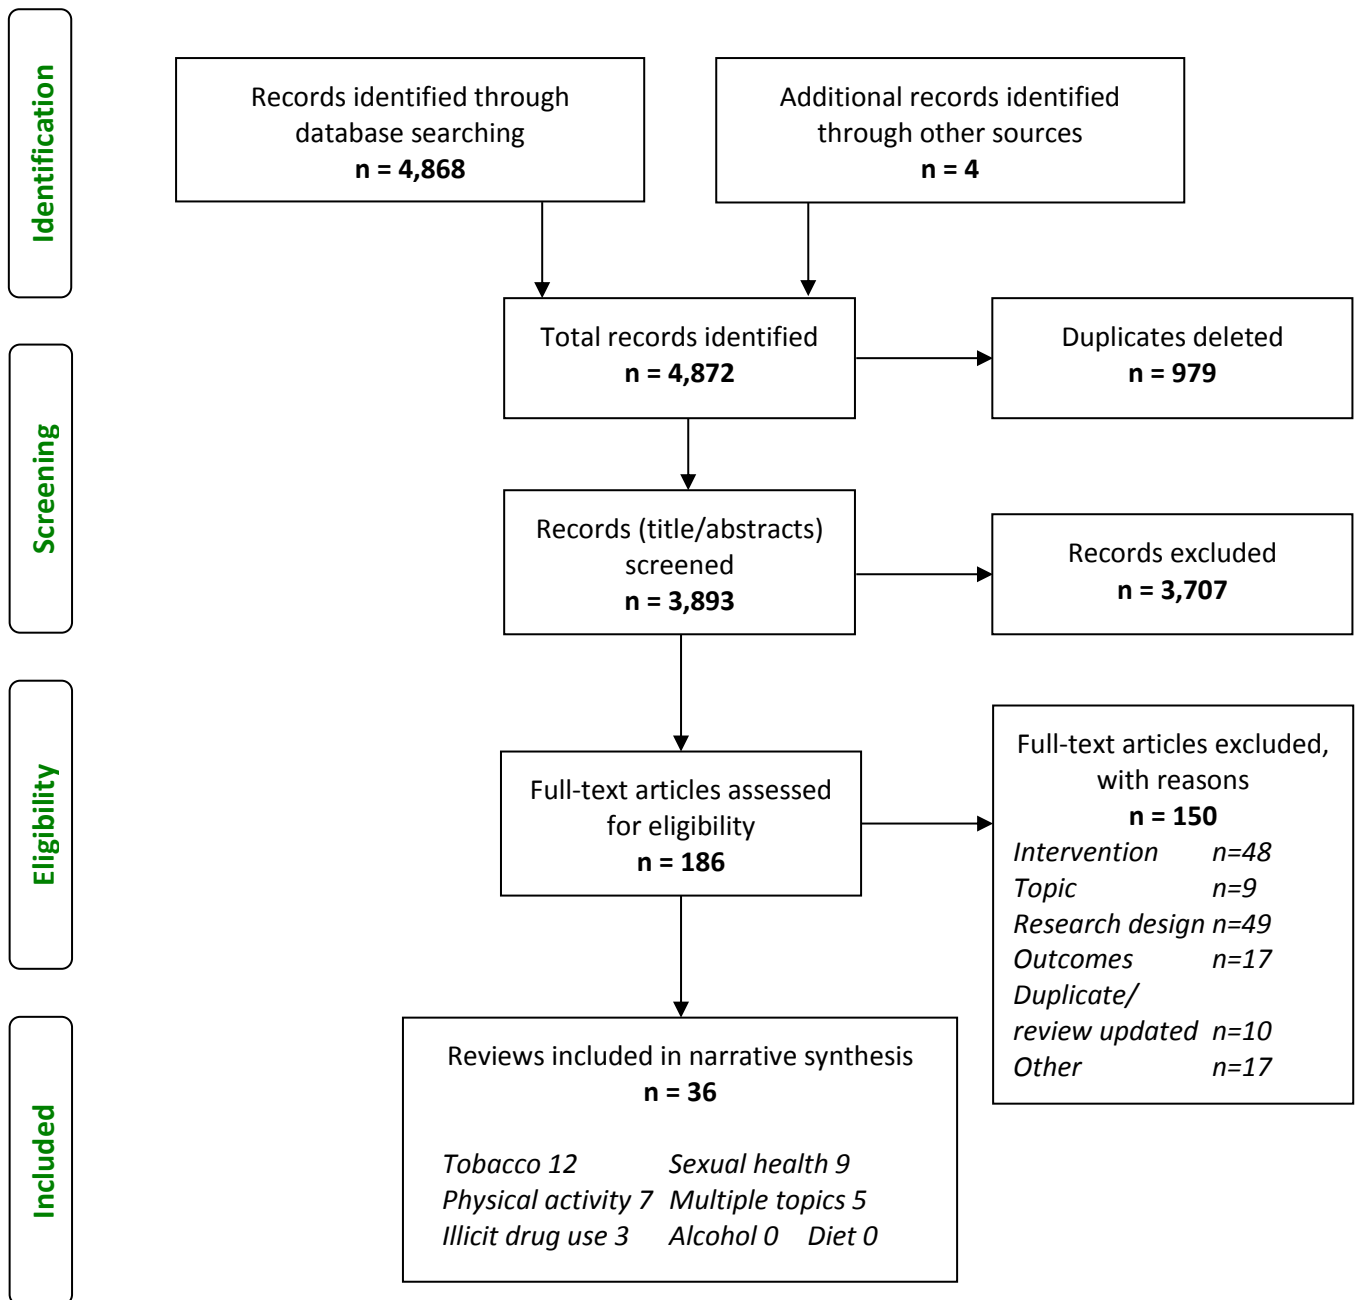 Identification
Records identified through
database searching
n = 4,868
Additional records identified
through other sources
n = 4
Total records identified
n = 4,872
Duplicates deleted
n = 979
Screening
Records (title/abstracts)
screened
n = 3,893
Records excluded
n = 3,707
Eligibility
Full-text articles assessed
for eligibility
n = 186
Full-text articles excluded,
with reasons
n = 150
Intervention n=48
Topic n=9
Research design n=49
Outcomes n=17
Duplicate/
review updated n=10
Other n=17
Included
Reviews included in narrative synthesis
n = 36
Tobacco 12 Sexual health 9
Physical activity 7 Multiple topics 5
Illicit drug use 3 Alcohol 0 Diet 0